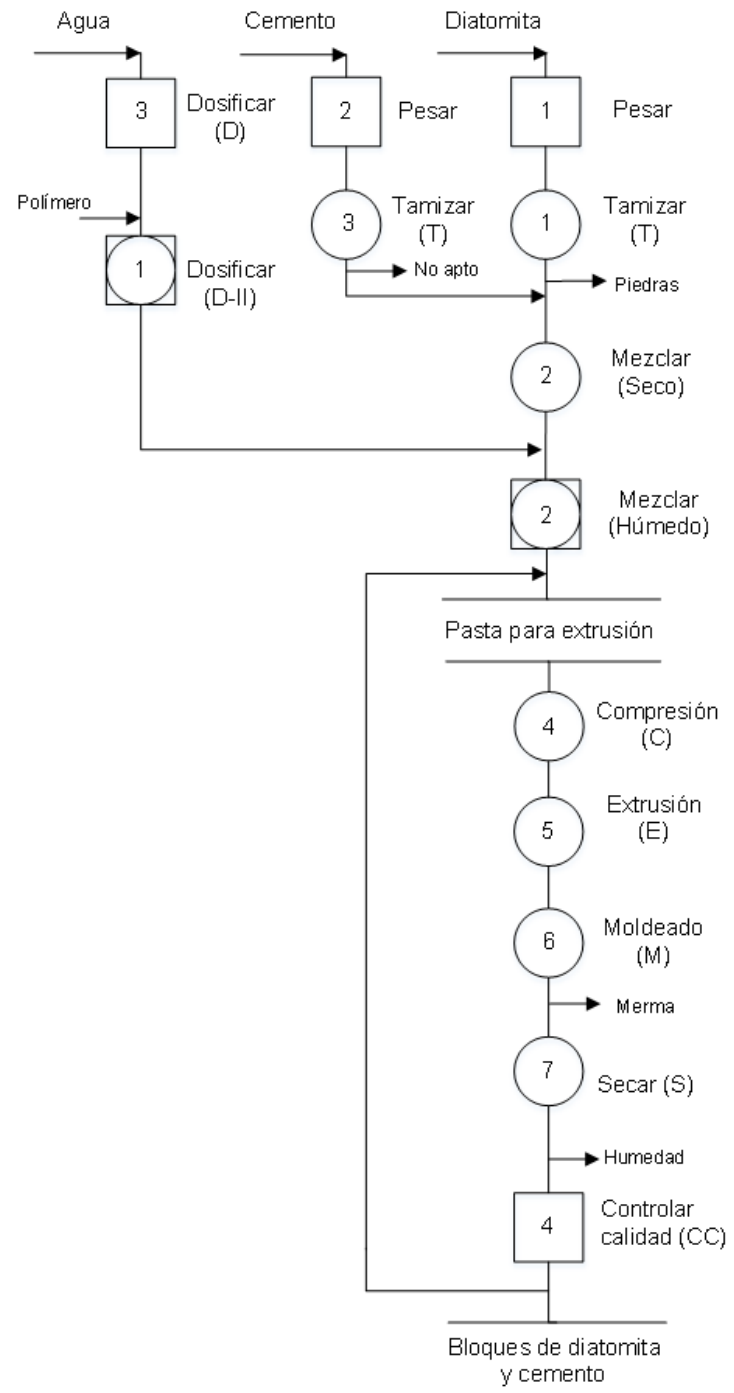 Agua
Cemento
Diatomita
3
Dosificar
(D)
2
Pesar
1
Pesar
Polímero
1
Dosificar
(D-II)
3
Tamizar
(T)
No apto
1
Tamizar
(T)
Piedras
2
Mezclar
(Seco)
2
Mezclar
(Húmedo)
Pasta para extrusión
4
Compresión
(C)
5
Extrusión
(E)
6
Moldeado
(M)
Merma
7
Secar (S)
Humedad
4
Controlar
calidad (CC)
Bloques de diatomita
y cemento